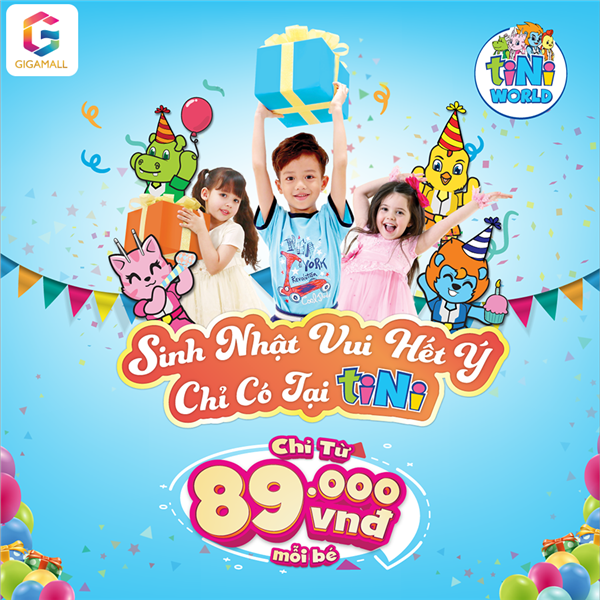 GIGAMALL
tiNi
WORLD
Sinh Nhật Vui Hết Ý
Chỉ Có Tại tiNi
Chỉ Từ
89.000
vnđ
mỗi bé